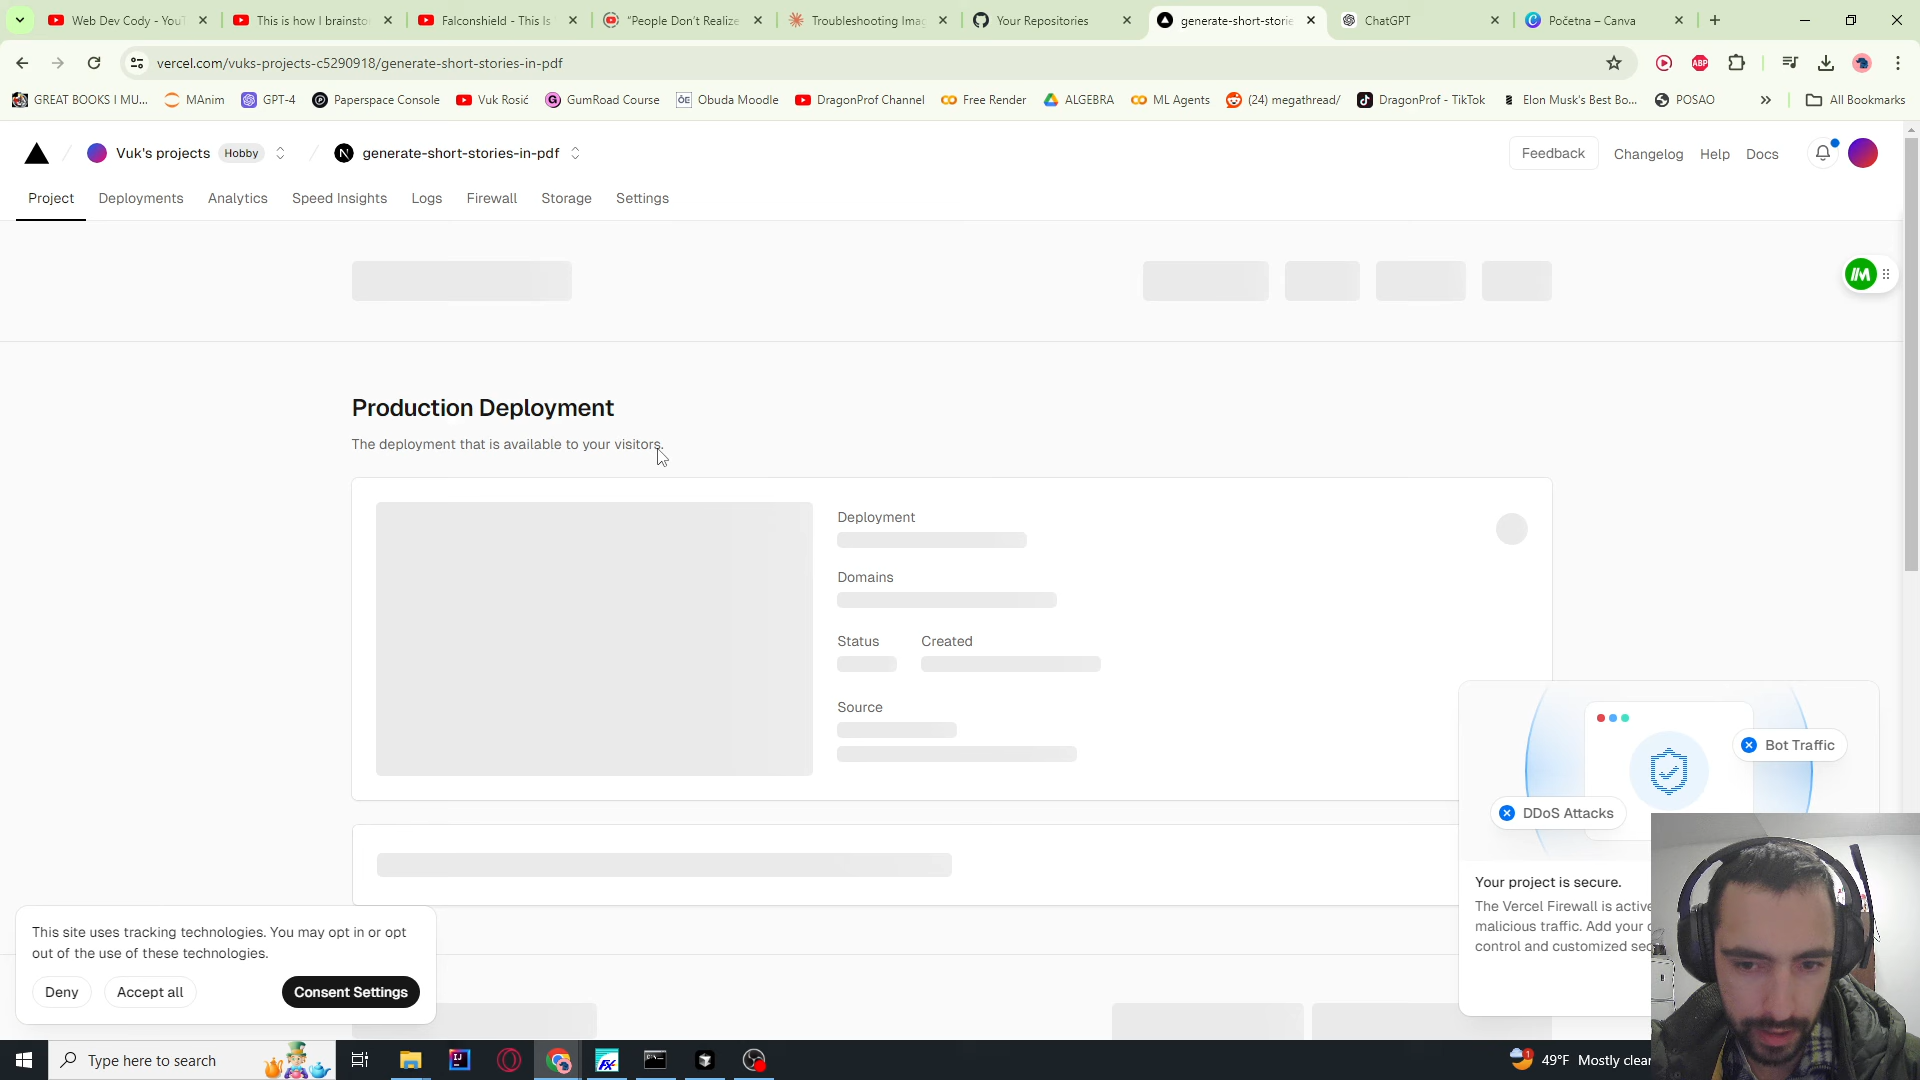 Web Dev Cody - YouT
This is how I brainsto
Falconshield - This Is
"People Don't Realize
Troubleshooting Imag
Your Repositories
generate-short-storie
ChatGPT
Početna – Canva
vercel.com/vuks-projects-c5290918/generate-short-stories-in-pdf
ABP
GREAT BOOKS I MU...
MAnim
GPT-4
Paperspace Console
Vuk Rosić
GumRoad Course
Obuda Moodle
DragonProf Channel
Free Render
ALGEBRA
ML Agents
(24) megathread/
DragonProf - TikTok
Elon Musk's Best Bo...
POSAO
All Bookmarks
Vuk's projects
Hobby
N
generate-short-stories-in-pdf
Feedback
Changelog
Help
Docs
Project
Deployments
Analytics
Speed Insights
Logs
Firewall
Storage
Settings
Production Deployment
The deployment that is available to your visitors.
Deployment
Domains
Status
Created
Source
Bot Traffic
DDoS Attacks
Your project is secure.
The Vercel Firewall is active
malicious traffic. Add your
control and customized
This site uses tracking technologies. You may opt in or opt
out of the use of these technologies.
Deny
Accept all
Consent Settings
Type here to search
49°F Mostly clear